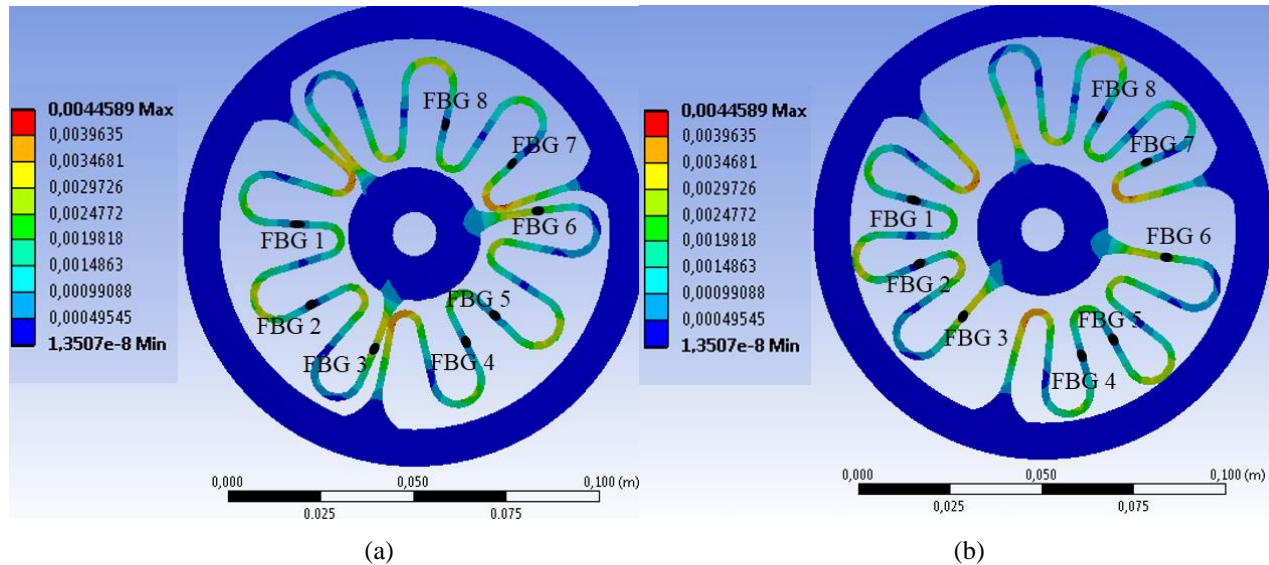 0,0044589 Max
0,0039635
0,0034681
0,0029726
0,0024772
0,0019818
0,0014863
0,00099088
0,00049545
1,3507e-8 Min
FBG 8
FBG 7
FBG 6
FBG 1
FBG 5
FBG 2
FBG 3
FBG 4
0,000
0,050
0,100 (m)
0.025
0.075
(a)
0,0044589 Max
0,0039635
0,0034681
0,0029726
0,0024772
0,0019818
0,0014863
0,00099088
0,00049545
1,3507e-8 Min
FBG 8
FBG 7
FBG 1
FBG 6
FBG 2
FBG 3
FBG 5
FBG 4
0,000
0,050
0,100 (m)
0,025
0,075
(b)